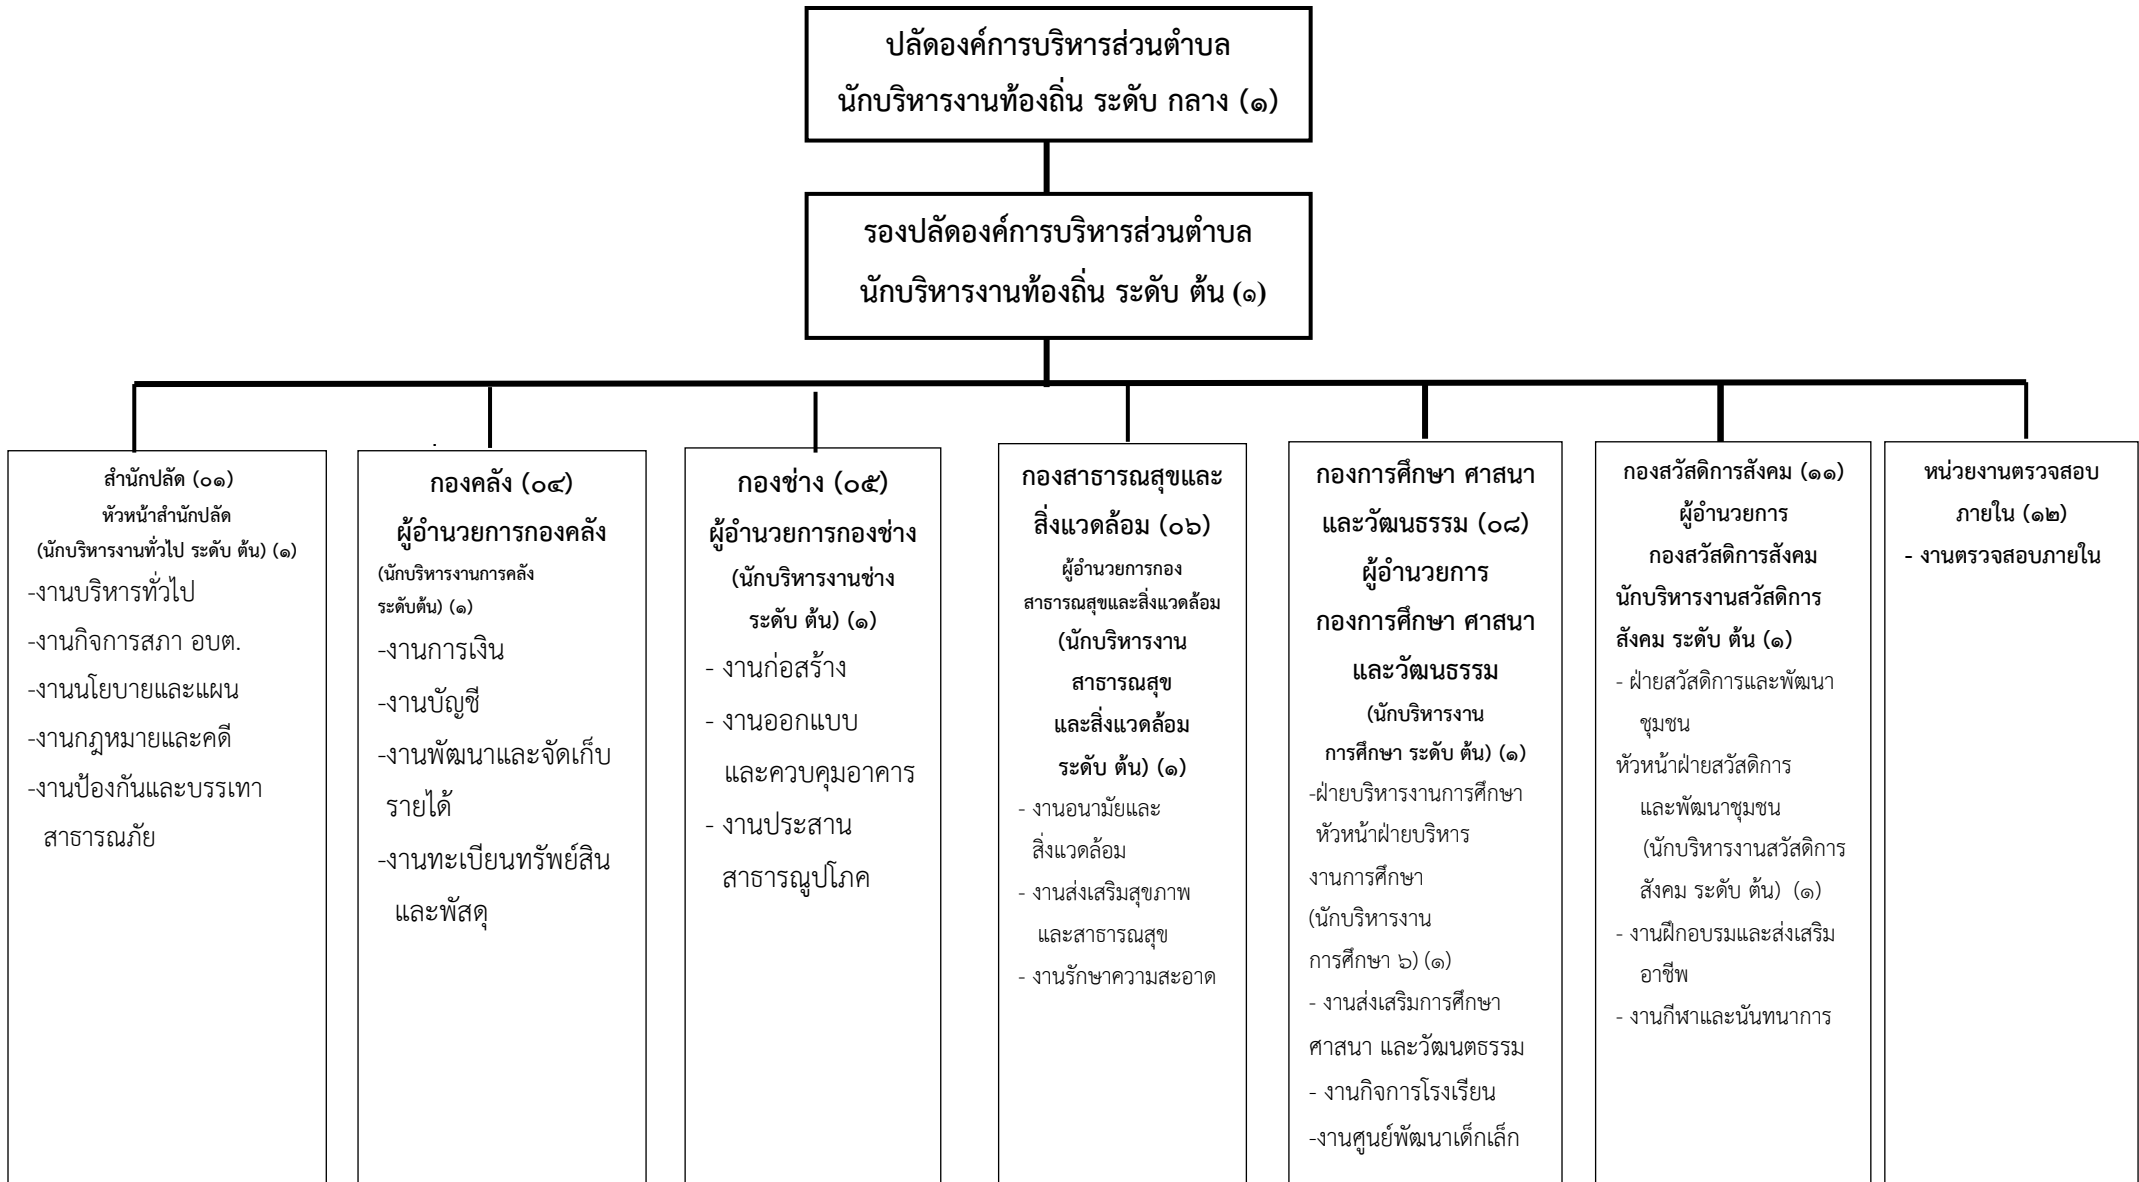 ปลัดองค์การบริหารส่วนตำบล
นักบริหารงานท้องถิ่น ระดับ กลาง (๑)
รองปลัดองค์การบริหารส่วนตำบล
นักบริหารงานท้องถิ่น ระดับ ต้น (๑)
สำนักปลัด (๐๑)
หัวหน้าสำนักปลัด
(นักบริหารงานทั่วไป ระดับ ต้น) (๑)
-งานบริหารทั่วไป
-งานกิจการสภา อบต.
-งานนโยบายและแผน
-งานกฎหมายและคดี
-งานป้องกันและบรรเทา
สาธารณภัย
กองคลัง (๐๔)
ผู้อำนวยการกองคลัง
(นักบริหารงานการคลัง
ระดับต้น) (๑)
-งานการเงิน
-งานบัญชี
-งานพัฒนาและจัดเก็บ
รายได้
-งานทะเบียนทรัพย์สิน
และพัสดุ
กองช่าง (๐๕)
ผู้อำนวยการกองช่าง
(นักบริหารงานช่าง
ระดับ ต้น) (๑)
- งานก่อสร้าง
- งานออกแบบ
และควบคุมอาคาร
- งานประสาน
สาธารณูปโภค
กองสาธารณสุขและ
สิ่งแวดล้อม (๐๖)
ผู้อำนวยการกอง
สาธารณสุขและสิ่งแวดล้อม
(นักบริหารงาน
สาธารณสุข
และสิ่งแวดล้อม
ระดับ ต้น) (๑)
- งานอนามัยและ
สิ่งแวดล้อม
- งานส่งเสริมสุขภาพ
และสาธารณสุข
- งานรักษาความสะอาด
กองการศึกษา ศาสนา
และวัฒนธรรม (๐๘)
ผู้อำนวยการ
กองการศึกษา ศาสนา
และวัฒนธรรม
(นักบริหารงาน
การศึกษา ระดับ ต้น) (๑)
-ฝ่ายบริหารงานการศึกษา
หัวหน้าฝ่ายบริหาร
งานการศึกษา
(นักบริหารงาน
การศึกษา ๖) (๑)
- งานส่งเสริมการศึกษา
ศาสนา และวัฒนตธรรม
- งานกิจการโรงเรียน
-งานศูนย์พัฒนาเด็กเล็ก
กองสวัสดิการสังคม (๑๑)
ผู้อำนวยการ
กองสวัสดิการสังคม
นักบริหารงานสวัสดิการ
สังคม ระดับ ต้น (๑)
- ฝ่ายสวัสดิการและพัฒนา
ชุมชน
หัวหน้าฝ่ายสวัสดิการ
และพัฒนาชุมชน
(นักบริหารงานสวัสดิการ
สังคม ระดับ ต้น) (๑)
- งานฝึกอบรมและส่งเสริม
อาชีพ
- งานกีฬาและนันทนาการ
หน่วยงานตรวจสอบ
ภายใน (๑๒)
- งานตรวจสอบภายใน